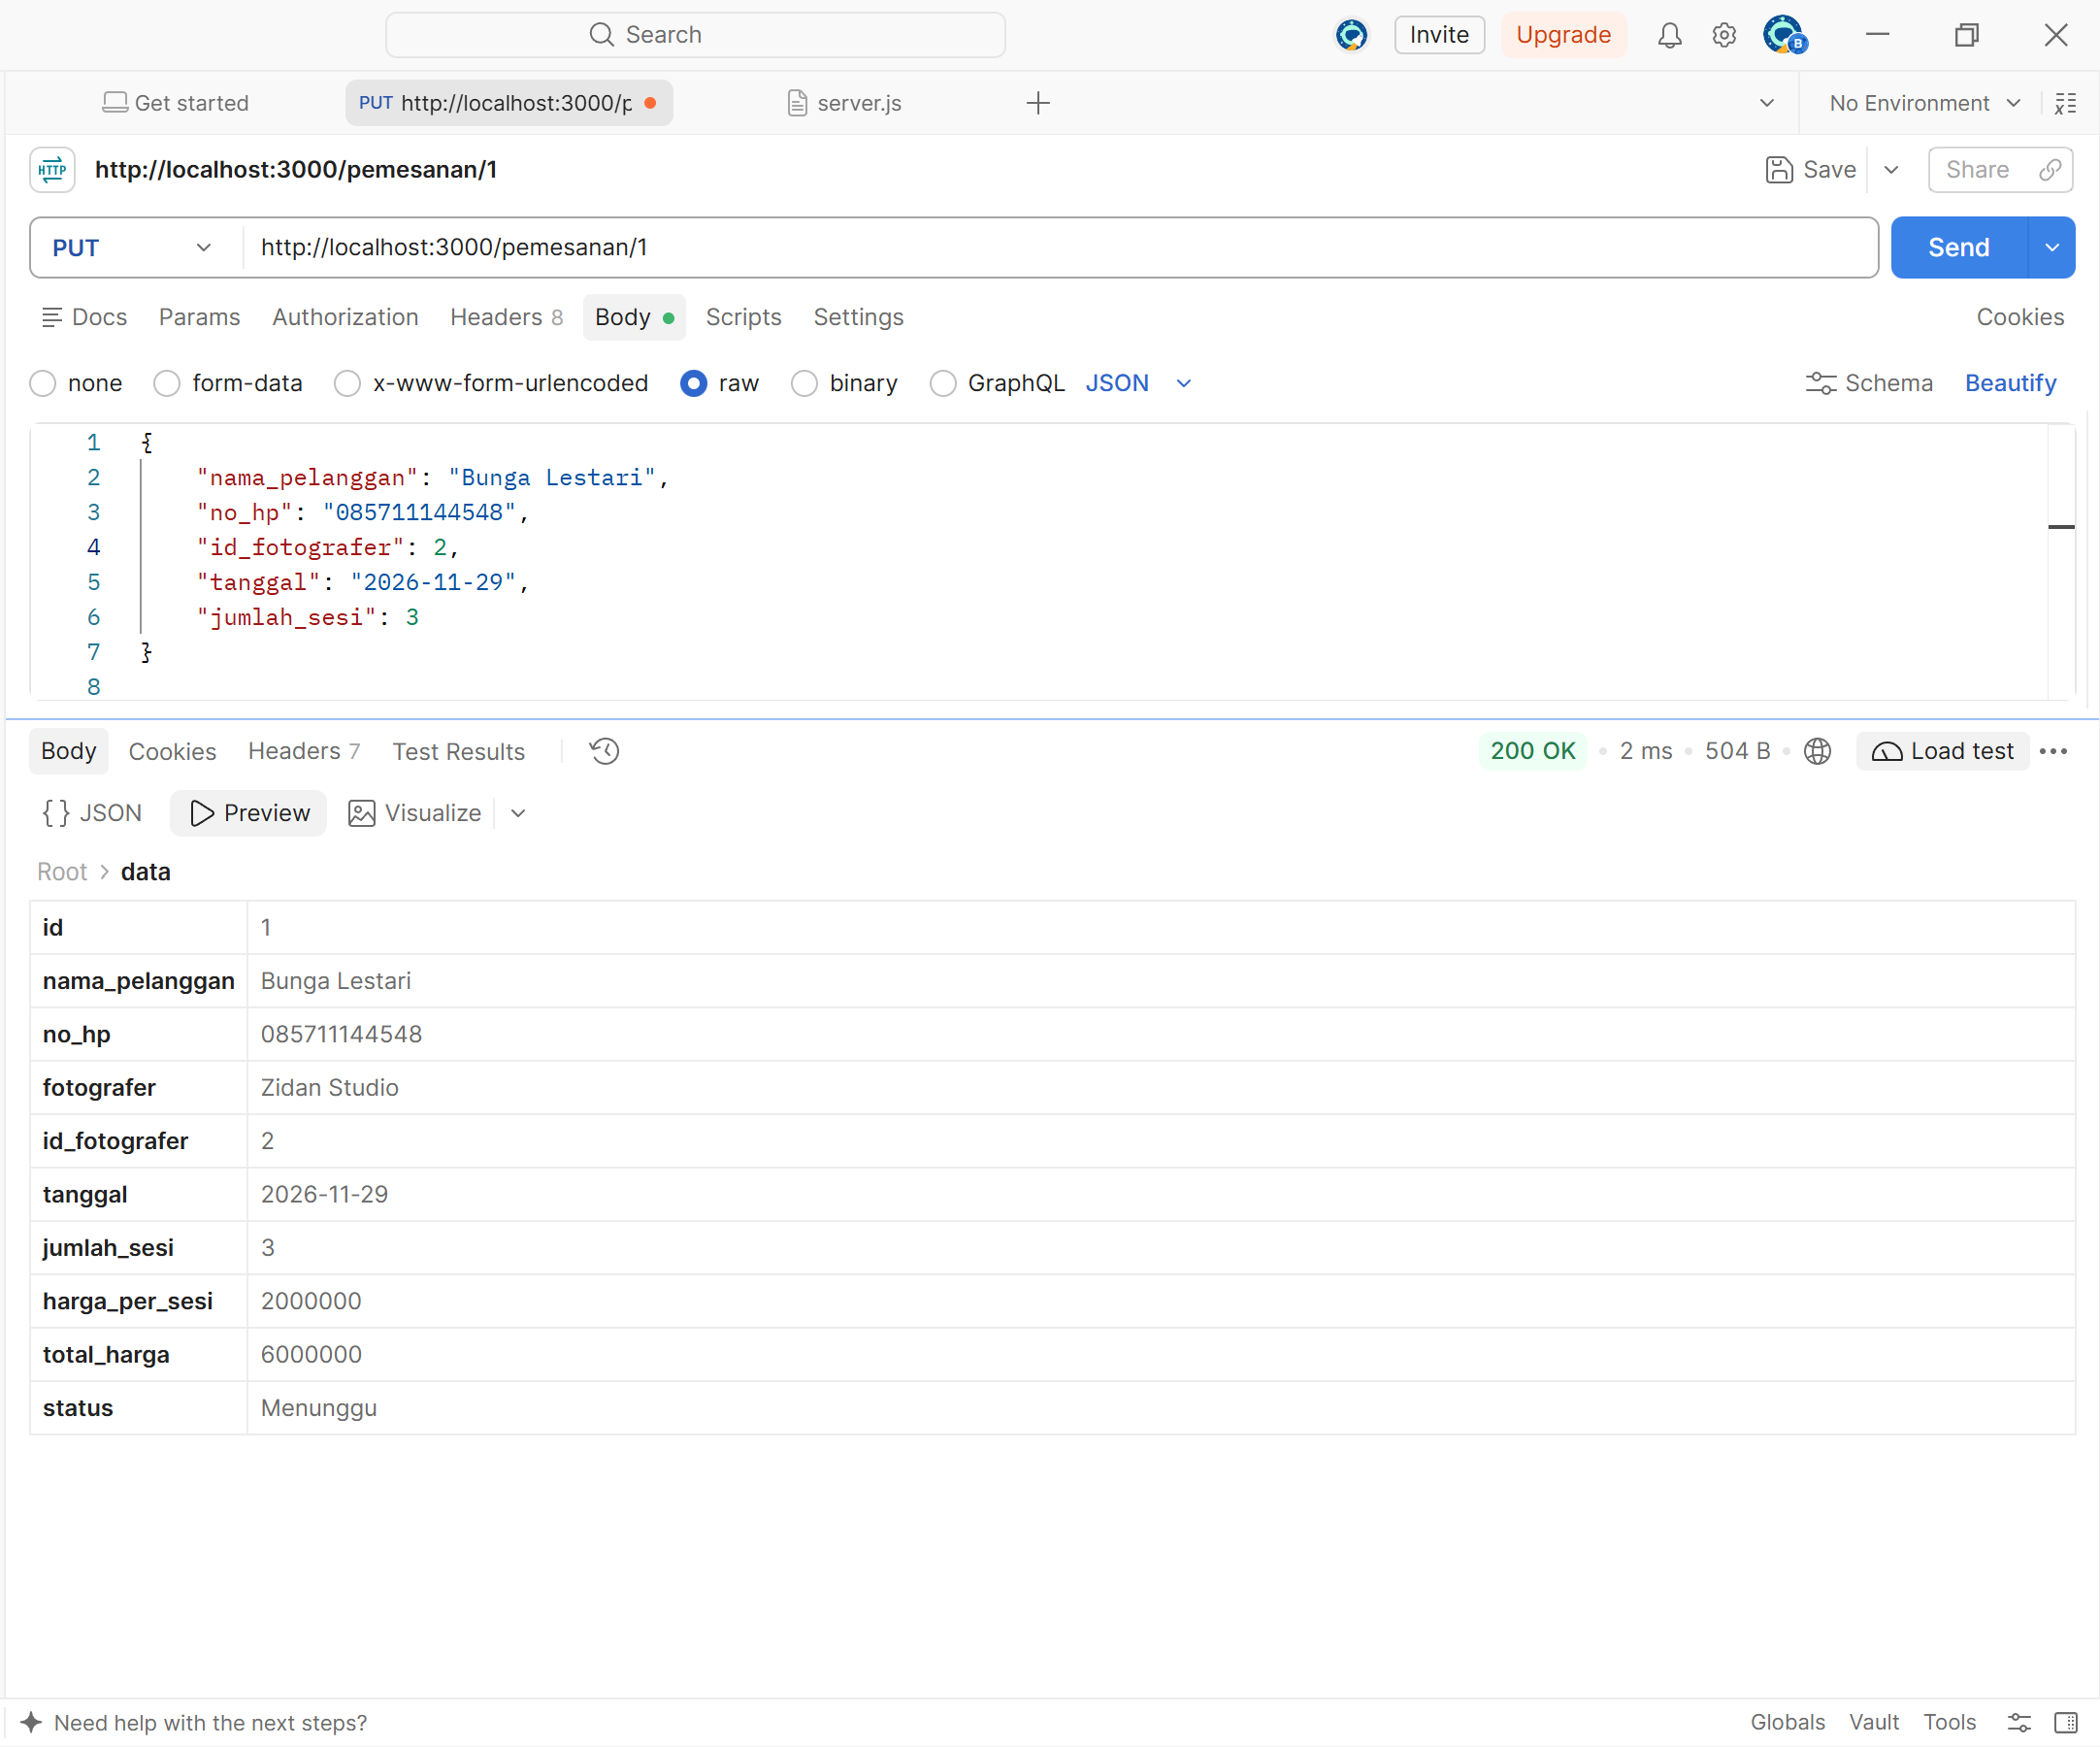 Search
Invite
Upgrade
B
Get started
PUT http://localhost:3000/p
server.js
No Environment
HTTP http://localhost:3000/pemesanan/1
Save
Share
PUT http://localhost:3000/pemesanan/1
Send
Docs Params Authorization Headers 8 Body Scripts Settings Cookies
none form-data x-www-form-urlencoded raw binary GraphQL JSON Schema Beautify
1 {
2 "nama_pelanggan": "Bunga Lestari",
3 "no_hp": "085711144548",
4 "id_fotografer": 2,
5 "tanggal": "2026-11-29",
6 "jumlah_sesi": 3
7 }
8
Body Cookies Headers 7 Test Results 200 OK • 2 ms • 504 B • Load test
{} JSON Preview Visualize
Root > data
id 1
nama_pelanggan Bunga Lestari
no_hp 085711144548
fotografer Zidan Studio
id_fotografer 2
tanggal 2026-11-29
jumlah_sesi 3
harga_per_sesi 2000000
total_harga 6000000
status Menunggu
Need help with the next steps? Globals Vault Tools